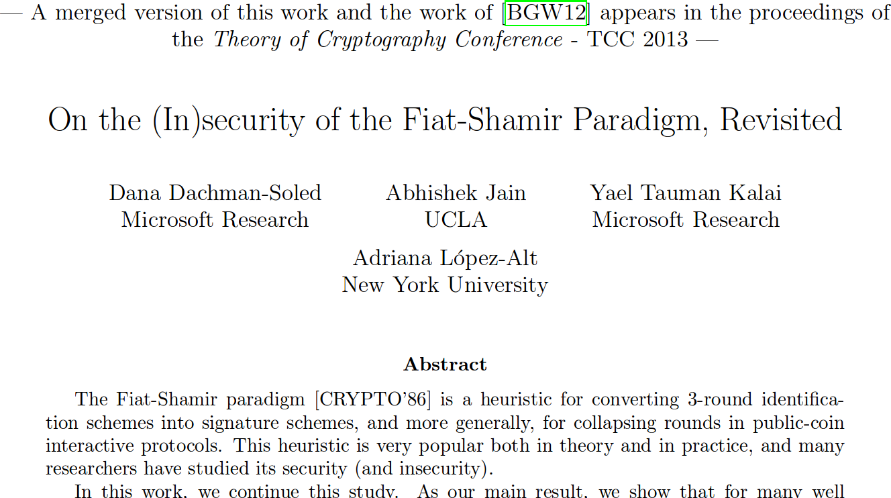 — A merged version of this work and the work of [BGW12] appears in the proceedings of
the Theory of Cryptography Conference - TCC 2013 —
On the (In)security of the Fiat-Shamir Paradigm, Revisited
Dana Dachman-Soled Abhishek Jain Yael Tauman Kalai
Microsoft Research UCLA Microsoft Research
Adriana López-Alt
New York University
Abstract
The Fiat-Shamir paradigm [CRYPTO'86] is a heuristic for converting 3-round identifica-
tion schemes into signature schemes, and more generally, for collapsing rounds in public-coin
interactive protocols. This heuristic is very popular both in theory and in practice, and many
researchers have studied its security (and insecurity).
In this work, we continue this study. As our main result, we show that for many well